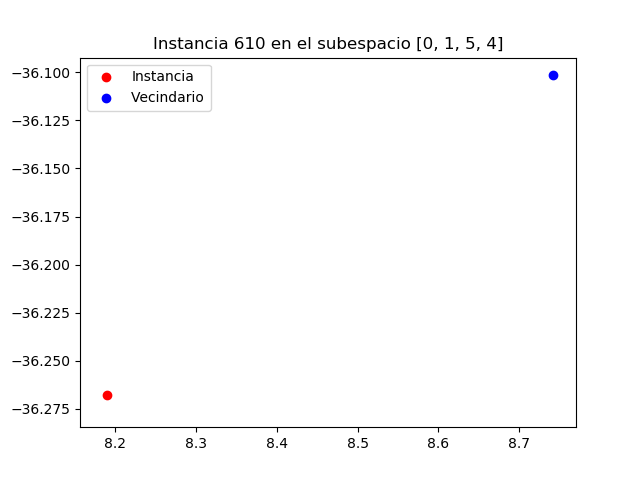 Instancia 610 en el subespacio [0, 1, 5, 4]
Instancia
Vecindario
−36.100
−36.125
−36.150
−36.175
−36.200
−36.225
−36.250
−36.275
8.2 8.3 8.4 8.5 8.6 8.7